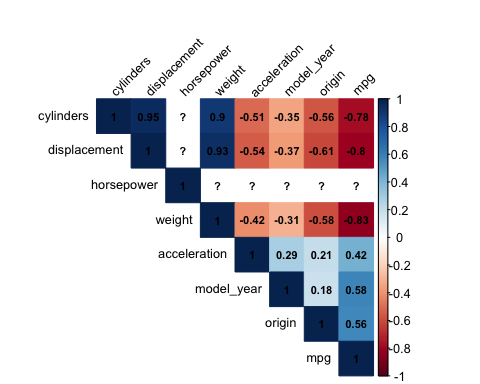 cylinders displacement horsepower weight acceleration model_year origin mpg
cylinders 1 0.95 ? 0.9 -0.51 -0.35 -0.56 -0.78
displacement 1 ? 0.93 -0.54 -0.37 -0.61 -0.8
horsepower 1 ? ? ? ? ?
weight 1 -0.42 -0.31 -0.58 -0.83
acceleration 1 0.29 0.21 0.42
model_year 1 0.18 0.58
origin 1 0.56
mpg 1
1
0.8
0.6
0.4
0.2
0
-0.2
-0.4
-0.6
-0.8
-1